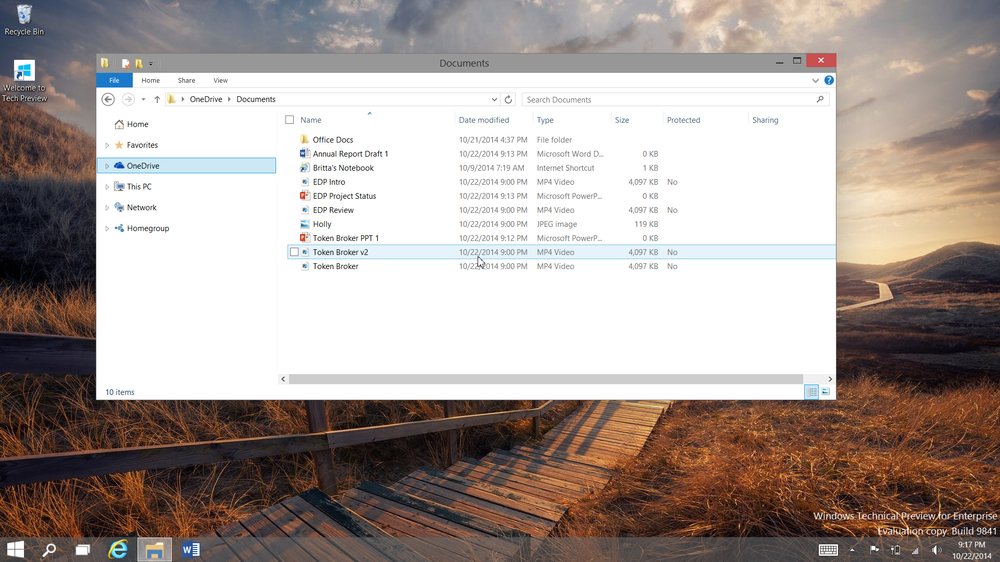 Recycle Bin
Welcome to
Tech Preview
Documents
File Home Share View
OneDrive Documents
Search Documents
Home
Favorites
OneDrive
This PC
Network
Homegroup
Name Date modified Type Size Protected Sharing
Office Docs 10/21/2014 4:37 PM File folder
Annual Report Draft 1 10/22/2014 9:13 PM Microsoft Word D... 0 KB
Britta's Notebook 10/9/2014 7:19 AM Internet Shortcut 1 KB
EDP Intro 10/22/2014 9:00 PM MP4 Video 4,097 KB No
EDP Project Status 10/22/2014 9:13 PM Microsoft PowerP... 0 KB
EDP Review 10/22/2014 9:00 PM MP4 Video 4,097 KB No
Holly 10/22/2014 9:00 PM JPEG image 119 KB
Token Broker PPT 1 10/22/2014 9:12 PM Microsoft PowerP... 0 KB
Token Broker v2 10/22/2014 9:00 PM MP4 Video 4,097 KB No
Token Broker 10/22/2014 9:00 PM MP4 Video 4,097 KB No
10 items
Windows Technical Preview for Enterprise
Evaluation copy. Build 9841
9:17 PM
10/22/2014